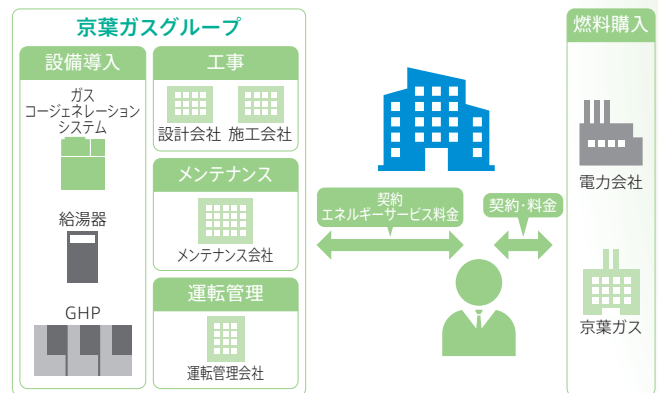 京葉ガスグループ
設備導入
ガス
コージェネレーション
システム
給湯器
GHP
工事
設計会社 施工会社
メンテナンス
メンテナンス会社
運転管理
運転管理会社
契約
エネルギーサービス料金
契約・料金
燃料購入
電力会社
京葉ガス